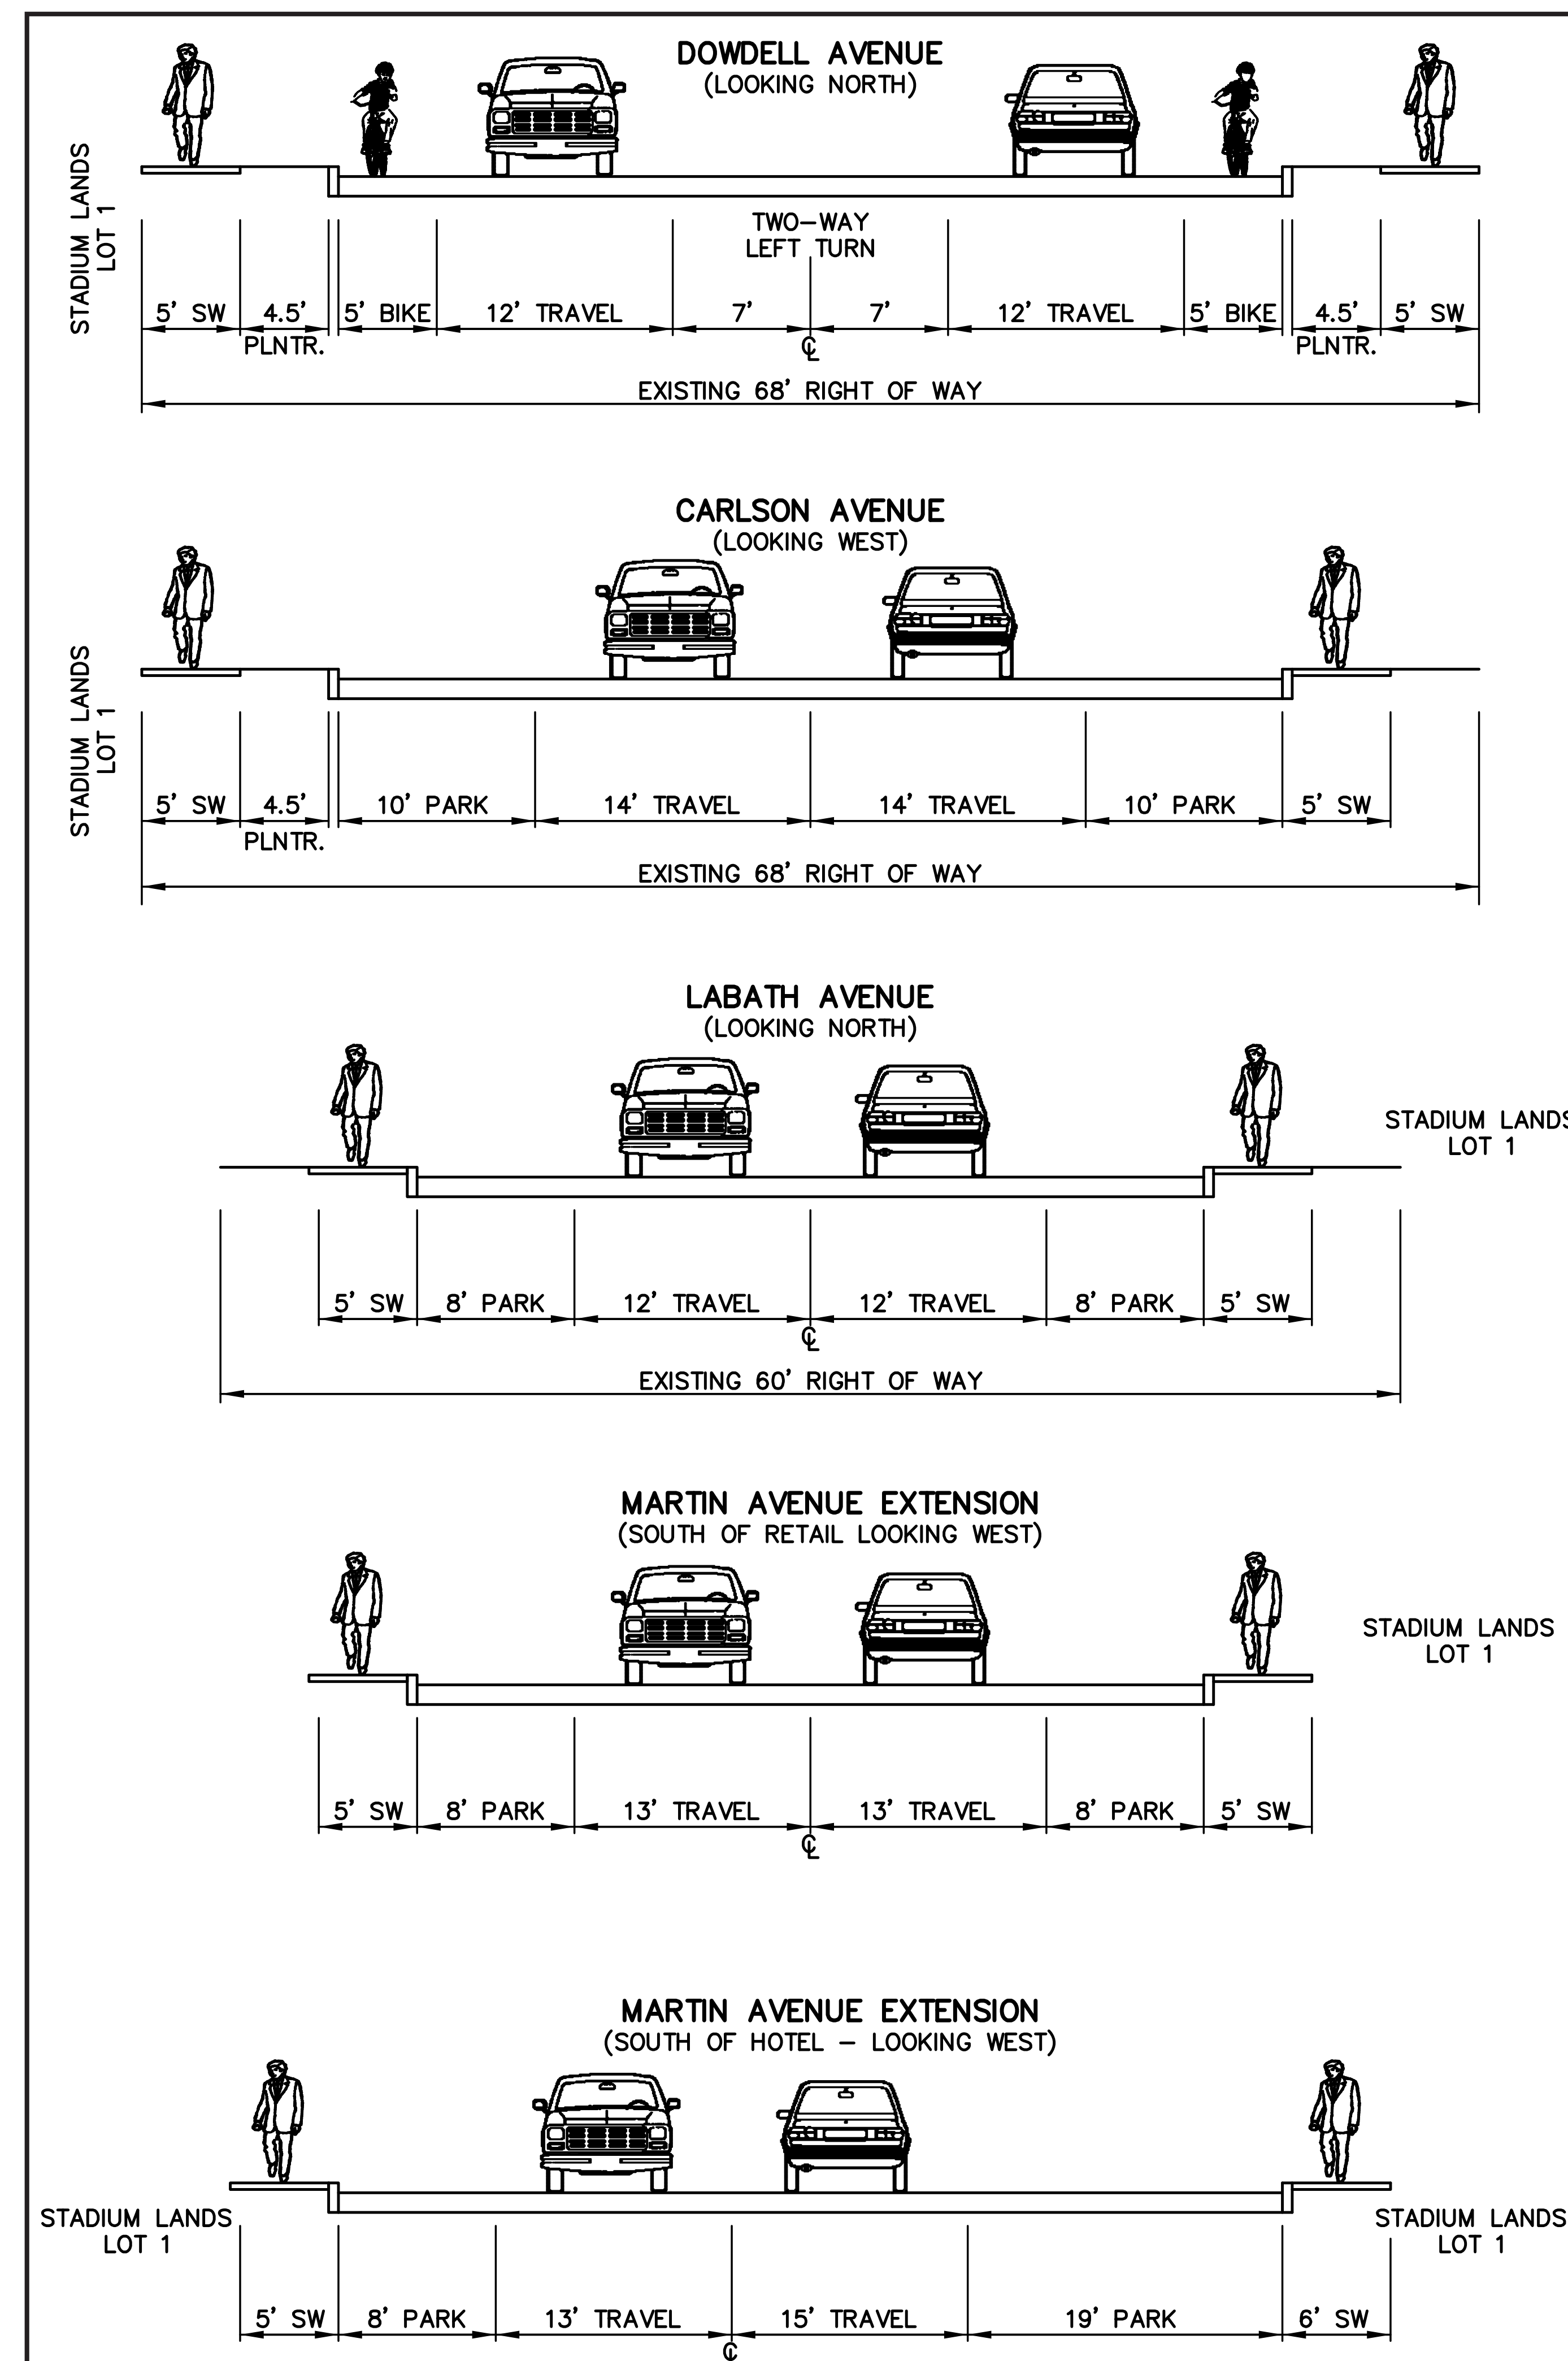 DOWDELL AVENUE
(LOOKING NORTH)
STADIUM LANDS
LOT 1
TWO-WAY
LEFT TURN
5' SW 4.5' 5' BIKE 12' TRAVEL 7' 7' 12' TRAVEL 5' BIKE 4.5' 5' SW
PLNTR. ℄ PLNTR.
EXISTING 68' RIGHT OF WAY
CARLSON AVENUE
(LOOKING WEST)
STADIUM LANDS
LOT 1
5' SW 4.5' 10' PARK 14' TRAVEL 14' TRAVEL 10' PARK 5' SW
PLNTR.
EXISTING 68' RIGHT OF WAY
LABATH AVENUE
(LOOKING NORTH)
STADIUM LANDS
LOT 1
5' SW 8' PARK 12' TRAVEL 12' TRAVEL 8' PARK 5' SW
℄
EXISTING 60' RIGHT OF WAY
MARTIN AVENUE EXTENSION
(SOUTH OF RETAIL LOOKING WEST)
STADIUM LANDS
LOT 1
5' SW 8' PARK 13' TRAVEL 13' TRAVEL 8' PARK 5' SW
℄
MARTIN AVENUE EXTENSION
(SOUTH OF HOTEL - LOOKING WEST)
STADIUM LANDS
LOT 1
STADIUM LANDS
LOT 1
5' SW 8' PARK 13' TRAVEL 15' TRAVEL 19' PARK 6' SW
℄